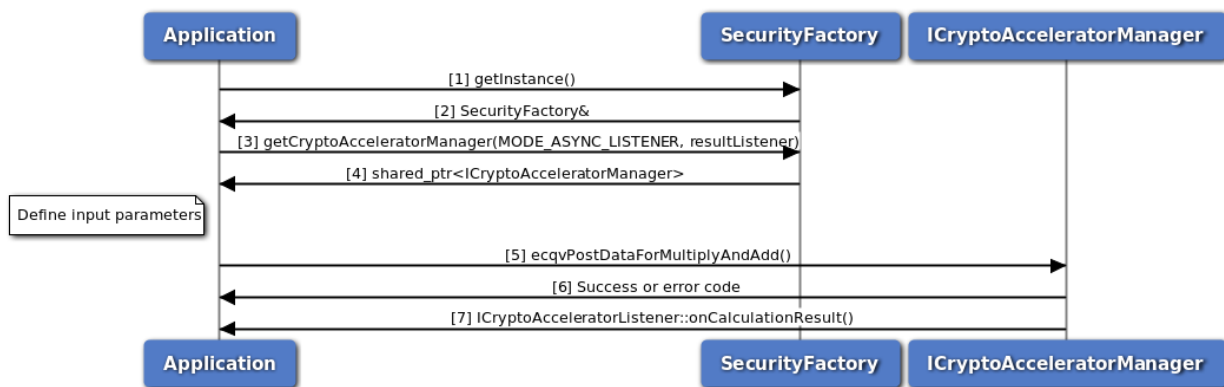 Application
SecurityFactory
ICryptoAcceleratorManager
[1] getInstance()
[2] SecurityFactory&
[3] getCryptoAcceleratorManager(MODE_ASYNC_LISTENER, resultListener)
[4] shared_ptr<ICryptoAcceleratorManager>
Define input parameters
[5] ecqvPostDataForMultiplyAndAdd()
[6] Success or error code
[7] ICryptoAcceleratorListener::onCalculationResult()
Application
SecurityFactory
ICryptoAcceleratorManager